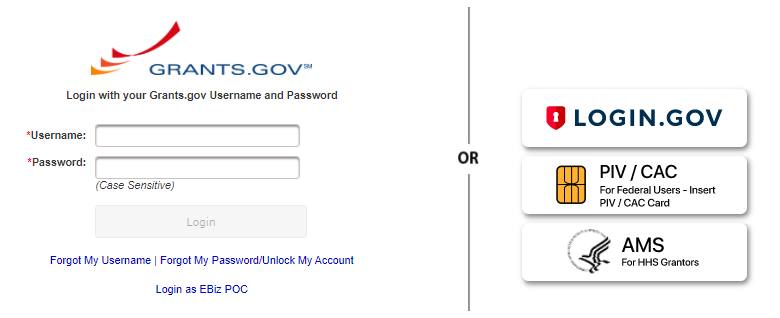 GRANTS.GOV℠
Login with your Grants.gov Username and Password
*Username:
*Password:
(Case Sensitive)
Login
Forgot My Username | Forgot My Password/Unlock My Account
Login as EBiz POC
OR
LOGIN.GOV
PIV / CAC
For Federal Users - Insert
PIV / CAC Card
AMS
For HHS Grantors